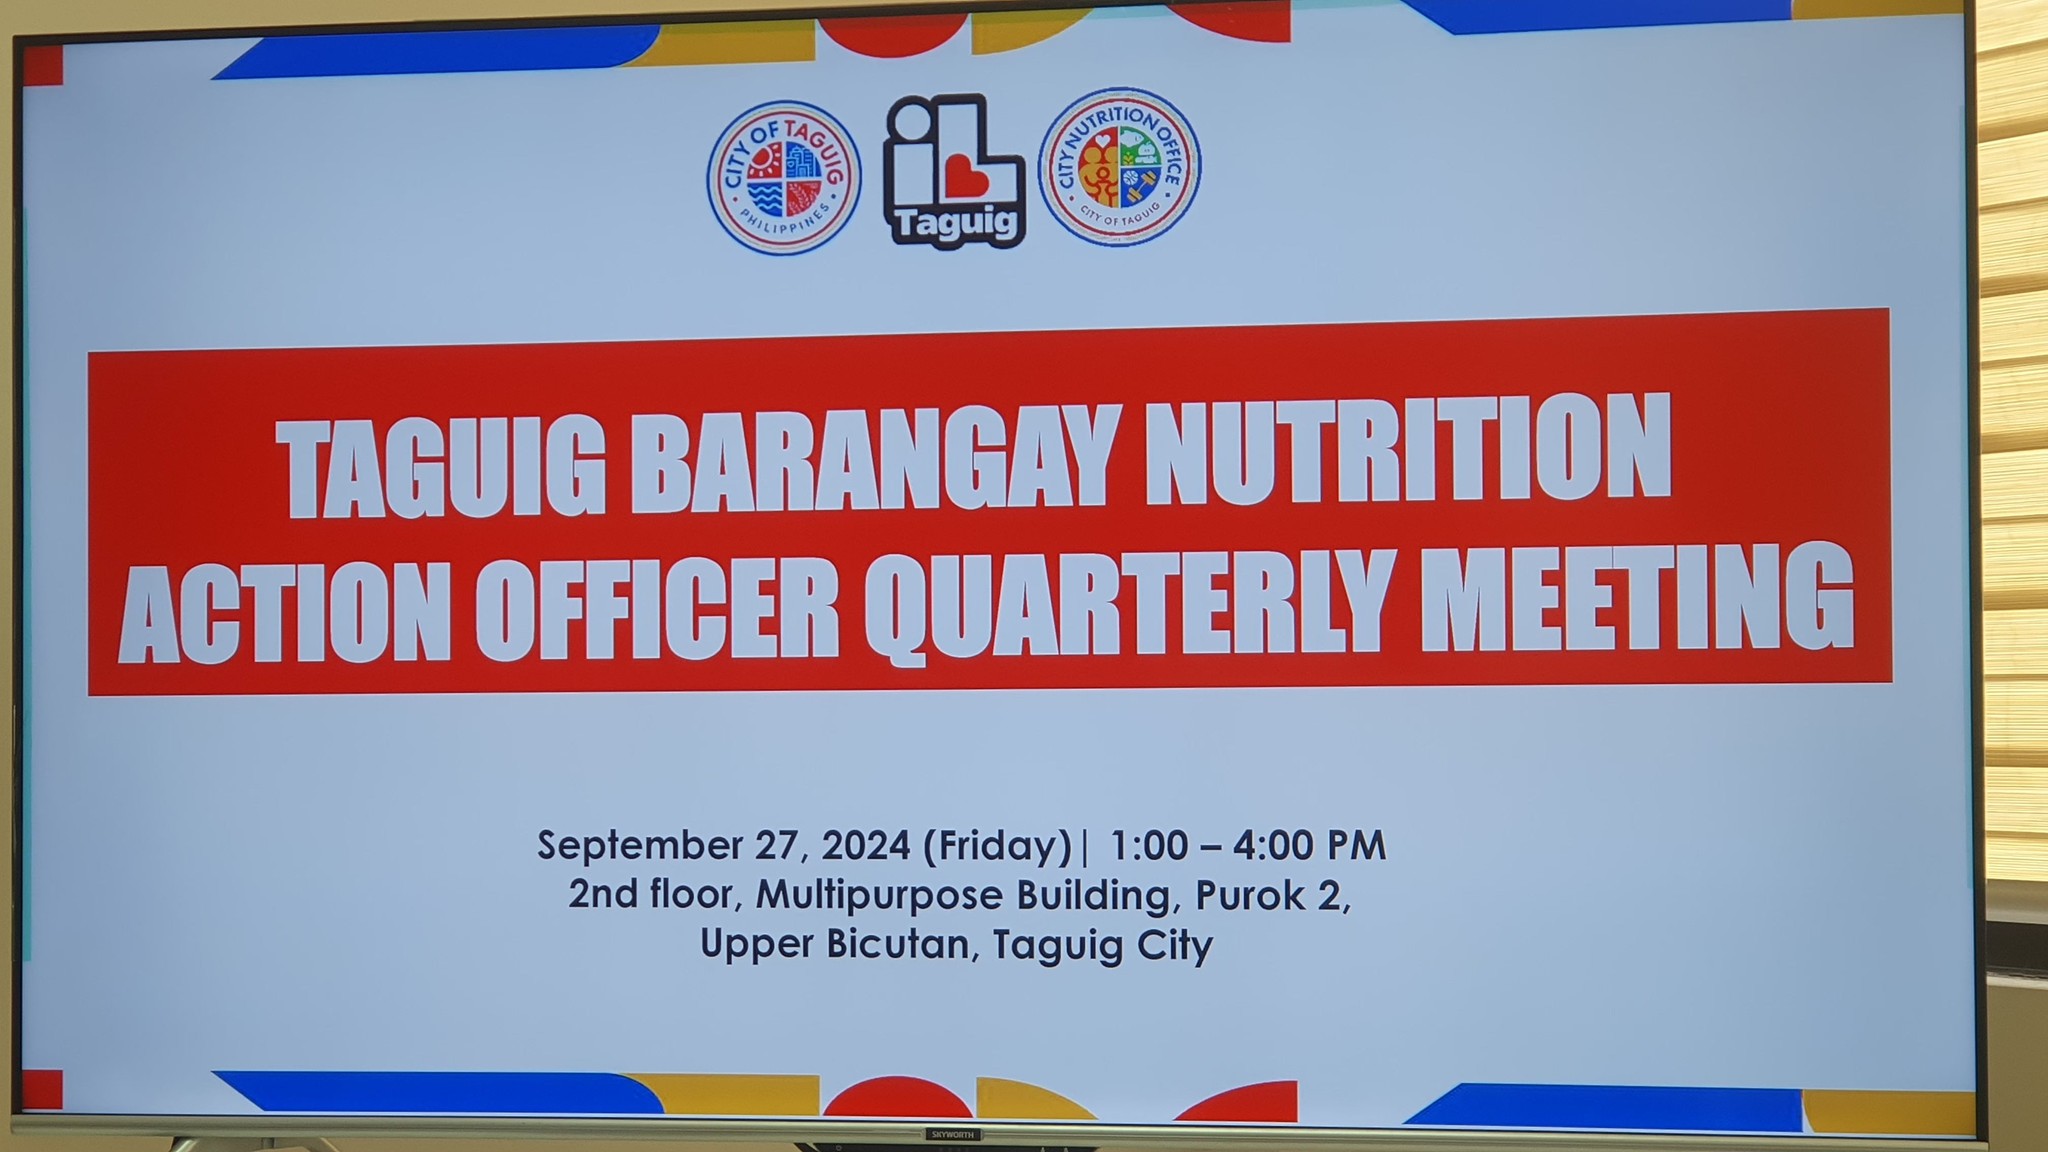 CITY OF TAGUIG
PHILIPPINES
iL
Taguig
CITY NUTRITION OFFICE
CITY OF TAGUIG
TAGUIG BARANGAY NUTRITION
ACTION OFFICER QUARTERLY MEETING
September 27, 2024 (Friday)| 1:00 – 4:00 PM
2nd floor, Multipurpose Building, Purok 2,
Upper Bicutan, Taguig City
SKYWORTH